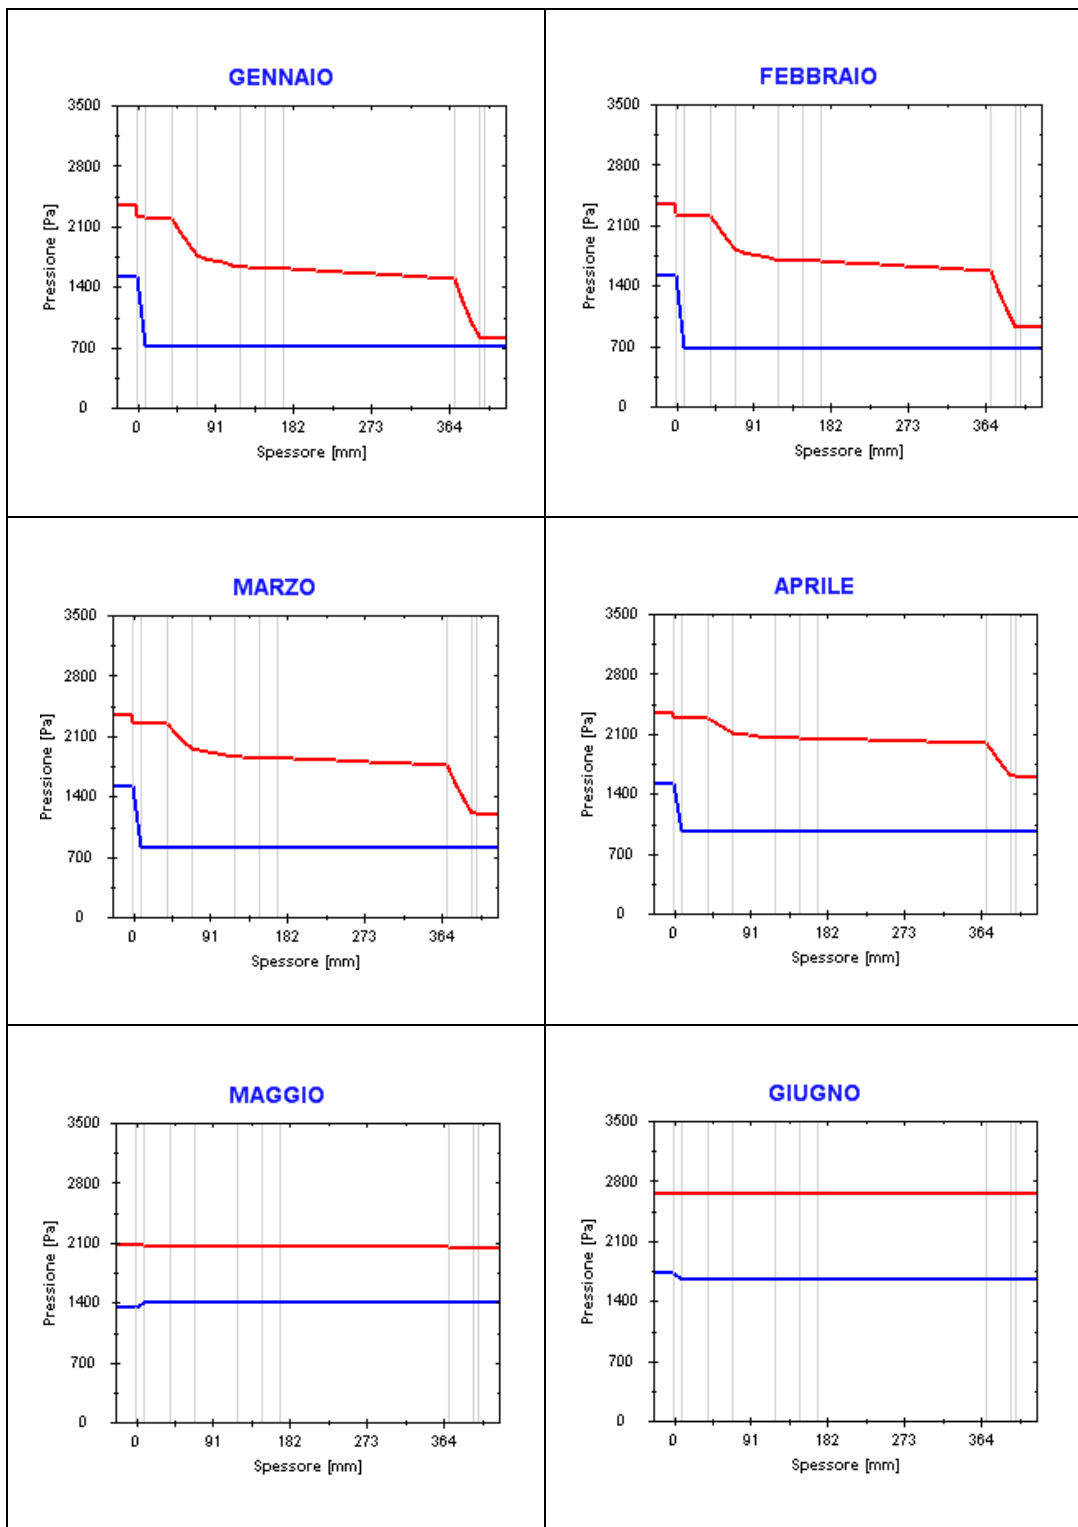 GENNAIO
3500
2800
2100
1400
700
0
Pressione [Pa]
0 91 182 273 364
Spessore [mm]
FEBBRAIO
3500
2800
2100
1400
700
0
Pressione [Pa]
0 91 182 273 364
Spessore [mm]
MARZO
3500
2800
2100
1400
700
0
Pressione [Pa]
0 91 182 273 364
Spessore [mm]
APRILE
3500
2800
2100
1400
700
0
Pressione [Pa]
0 91 182 273 364
Spessore [mm]
MAGGIO
3500
2800
2100
1400
700
0
Pressione [Pa]
0 91 182 273 364
Spessore [mm]
GIUGNO
3500
2800
2100
1400
700
0
Pressione [Pa]
0 91 182 273 364
Spessore [mm]